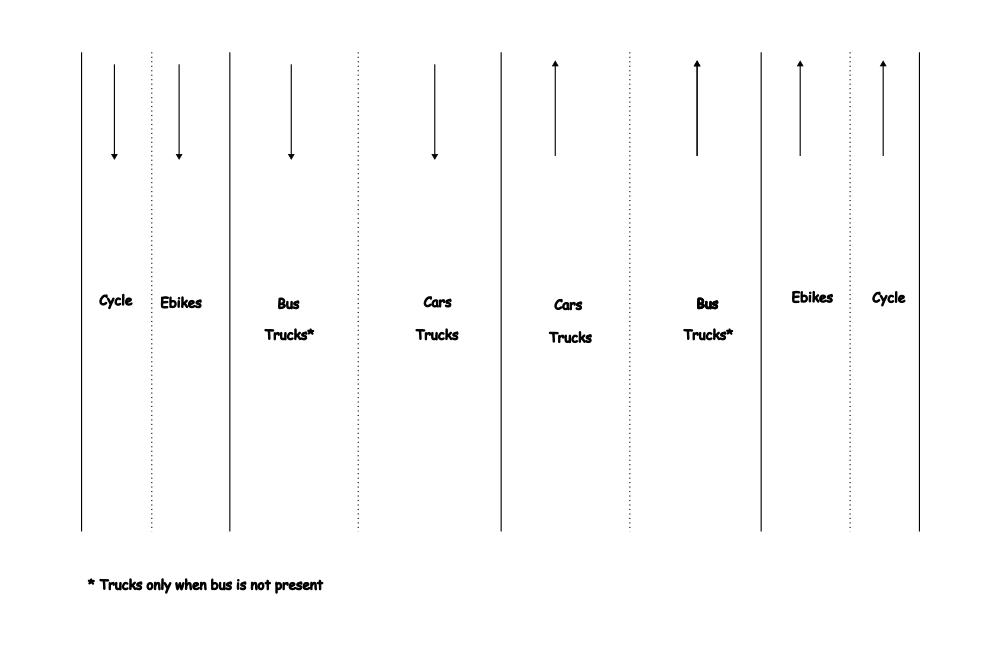 Cycle
Ebikes
Bus
Trucks*
Cars
Trucks
Cars
Trucks
Bus
Trucks*
Ebikes
Cycle
* Trucks only when bus is not present